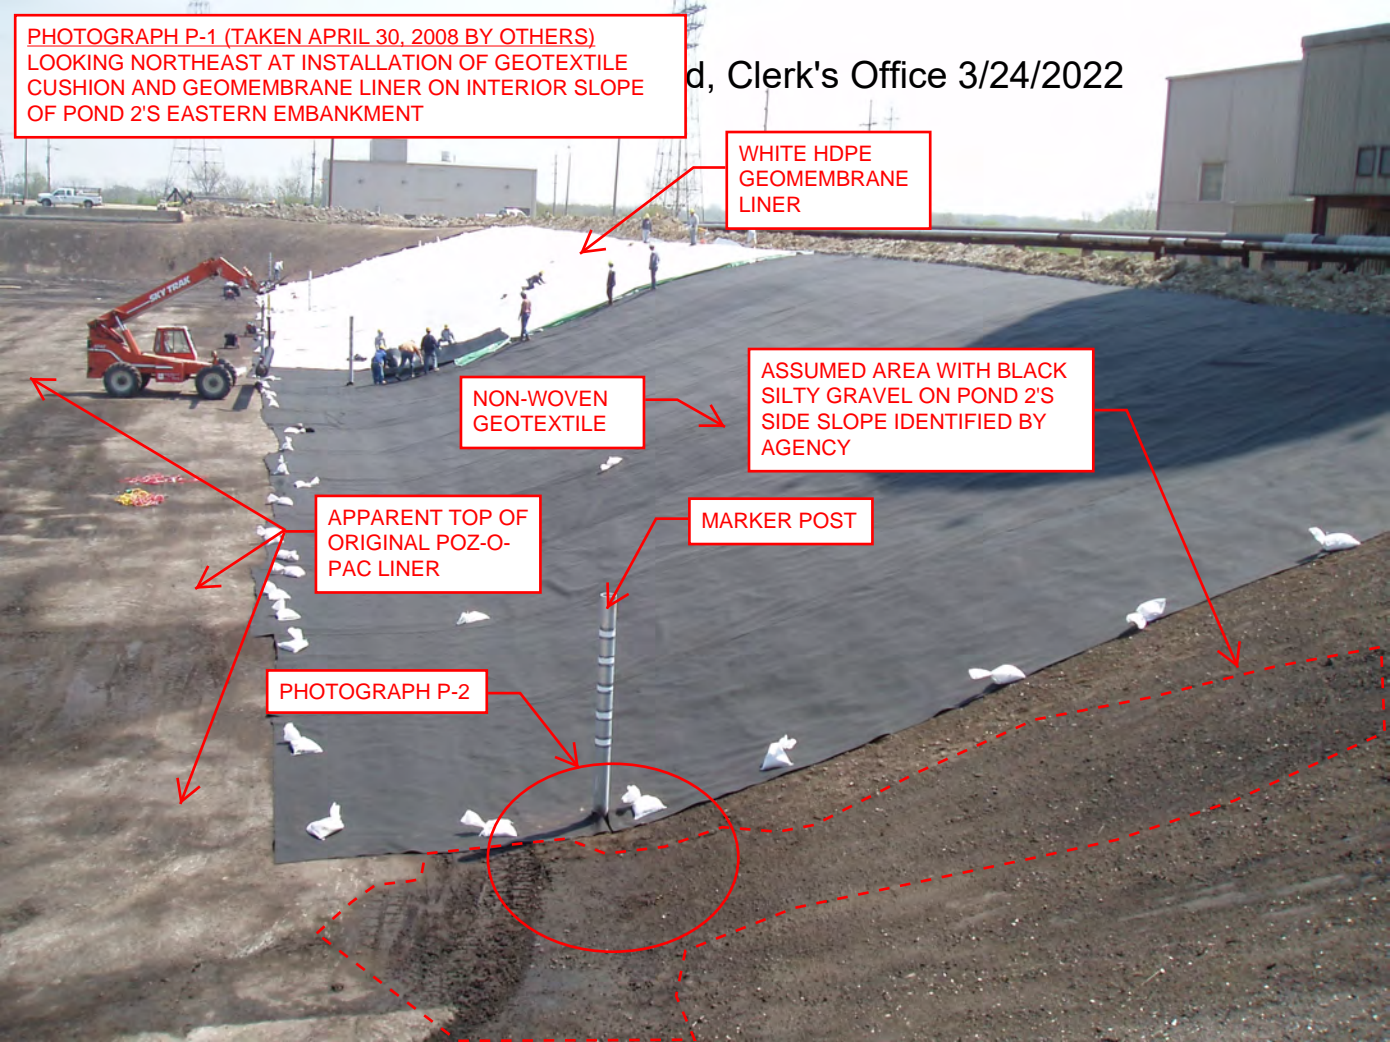 PHOTOGRAPH P-1 (TAKEN APRIL 30, 2008 BY OTHERS)
LOOKING NORTHEAST AT INSTALLATION OF GEOTEXTILE
CUSHION AND GEOMEMBRANE LINER ON INTERIOR SLOPE
OF POND 2'S EASTERN EMBANKMENT
d, Clerk's Office 3/24/2022
WHITE HDPE
GEOMEMBRANE
LINER
SKY TRAK
NON-WOVEN
GEOTEXTILE
ASSUMED AREA WITH BLACK
SILTY GRAVEL ON POND 2'S
SIDE SLOPE IDENTIFIED BY
AGENCY
APPARENT TOP OF
ORIGINAL POZ-O-
PAC LINER
MARKER POST
PHOTOGRAPH P-2